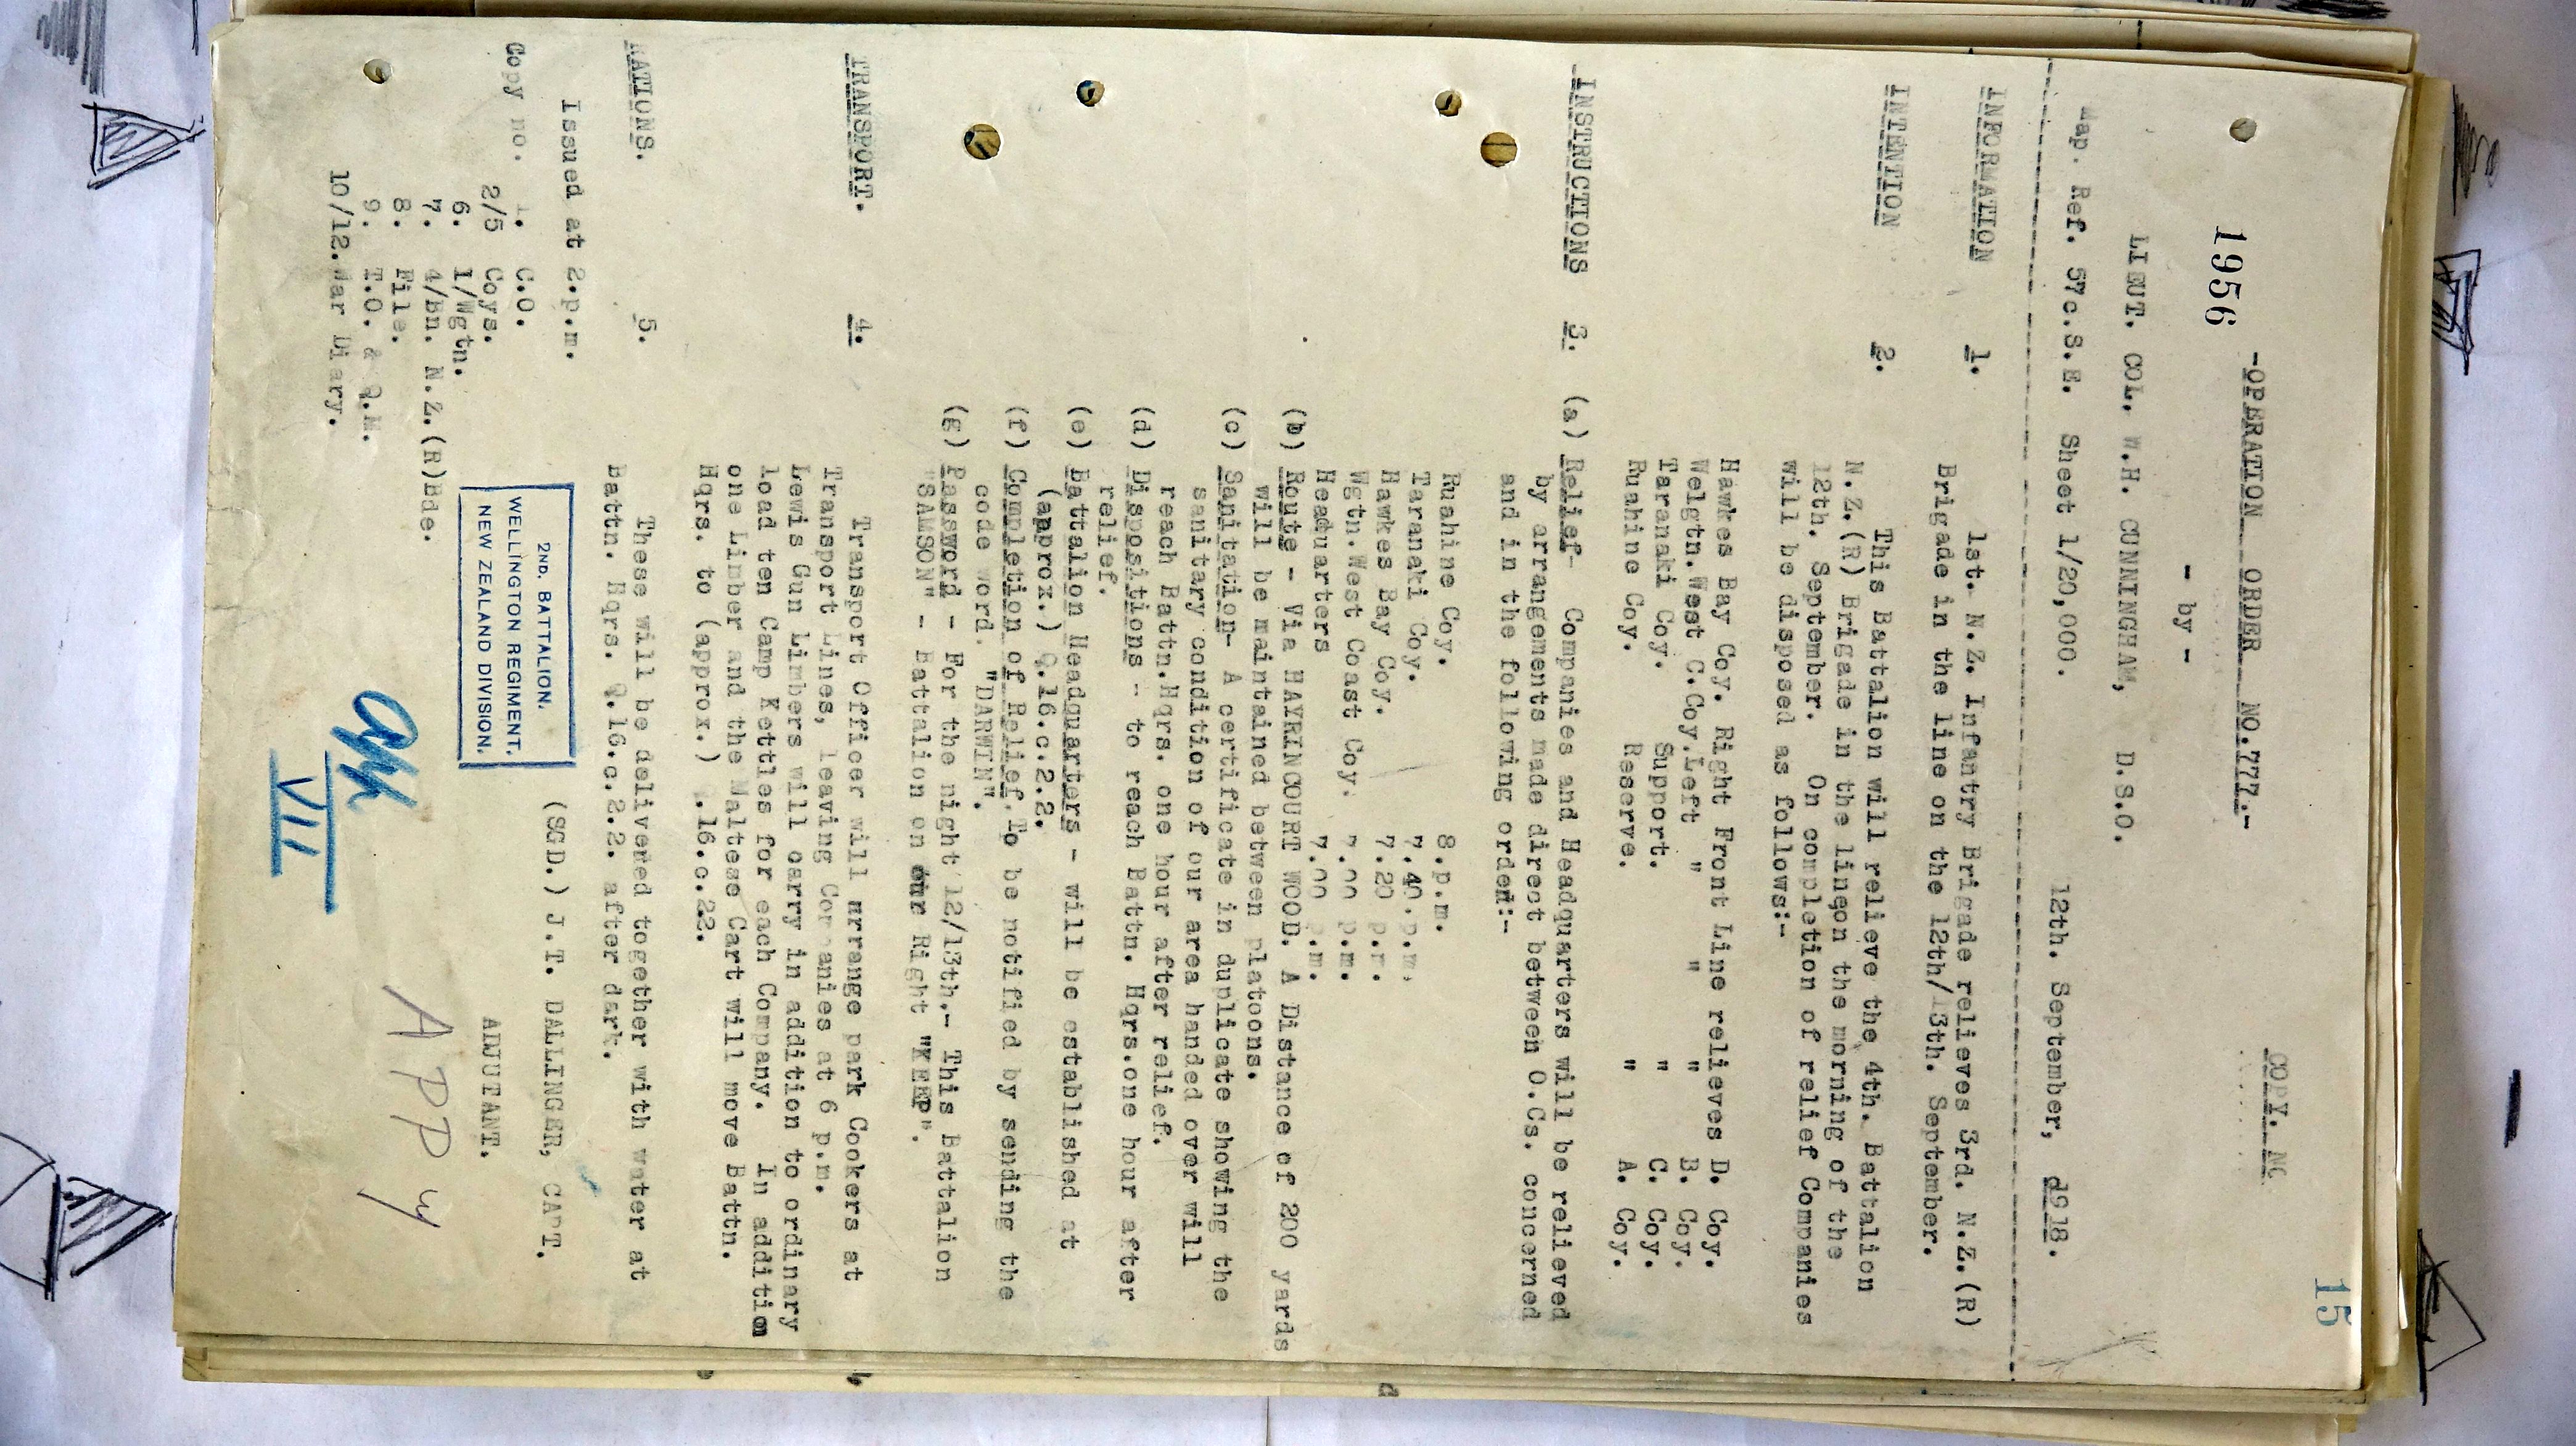 15
COPY. NO
1956
-OPERATION ORDER NO.777.-
- by -
LIEUT. COL. W.H. CUNNINGHAM, D.S.O.
Map. Ref. 57c.S.E. Sheet 1/20,000. 12th. September, 1918.
INFORMATION 1. 1st. N.Z. Infantry Brigade relieves 3rd. N.Z.(R)
Brigade in the line on the 12th/13th. September.
INTENTION 2. This Battalion will relieve the 4th. Battalion
N.Z.(R) Brigade in the lineon the morning of the
12th. September. On completion of relief Companies
will be disposed as follows:-
Hawkes Bay Coy. Right Front Line relieves D. Coy.
Welgtn.West C.Coy.Left " " " B. Coy.
Taranaki Coy. Support. " C. Coy.
Ruahine Coy. Reserve. " A. Coy.
INSTRUCTIONS 3. (a) Relief- Companies and Headquarters will be relieved
by arrangements made direct between O.Cs. concerned
and in the following order:-
Ruahine Coy. 8.p.m.
Taranaki Coy. 7.40.p.m.
Hawkes Bay Coy. 7.20 p.m.
Wgtn.West Coast Coy. 7.00 p.m.
Headuarters 7.00 p.m.
(b) Route - Via HAVRINCOURT WOOD. A Distance of 200 yards
will be maintained between platoons.
(c) Sanitation- A certificate in duplicate showing the
sanitary condition of our area handed over will
reach Battn.Hqrs. one hour after relief.
(d) Dispositions - to reach Battn. Hqrs.one hour after
relief.
(e) Battalion Headquarters - will be established at
(approx.) Q.16.c.2.2.
(f) Completion of Relief.To be notified by sending the
code word. "DARWIN".
(g) Password - For the night 12/13th.- This Battalion
"SAMSON" - Battalion on our Right "KEEP".
TRANSPORT. 4. Transport Officer will arrange park Cookers at
Transport Lines, leaving Companies at 6 p.m.
Lewis Gun Limbers will carry in addition to ordinary
load ten Camp Kettles for each Company. In addition
one Limber and the Maltese Cart will move Battn.
Hqrs. to (approx.) .16.c.22.
RATIONS. 5. These will be delivered together with water at
Battn. Hqrs. Q.16.c.2.2. after dark.
Issued at 2.p.m.
(SGD.) J.T. DALLINGER, CAPT.
ADJUTANT.
Copy no. 1. C.O.
2/5 Coys.
6. 1/Wgtn.
7. 4/Bn. N.Z.(R)Bde.
8. File.
9. T.O. & Q.M.
10/12.War Diary.
2ND. BATTALION.
WELLINGTON REGIMENT.
NEW ZEALAND DIVISION.
VII
APP y